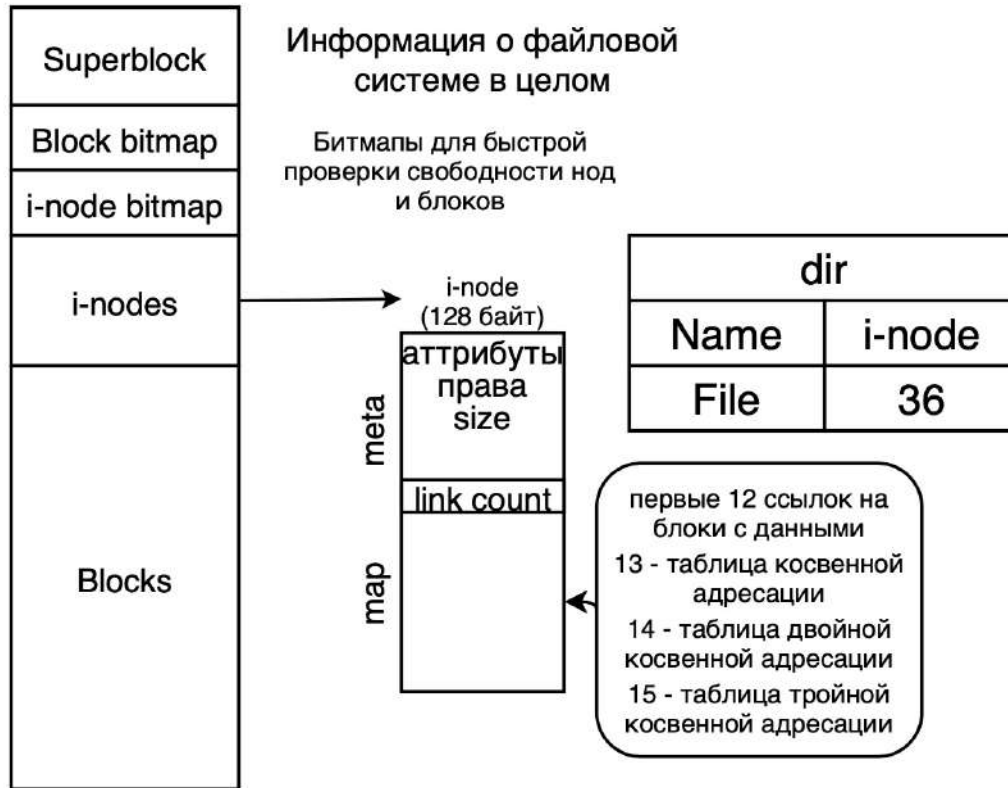 Superblock
Информация о файловой
системе в целом
Block bitmap
Битмапы для быстрой
проверки свободности нод
и блоков
i-node bitmap
i-nodes
i-node
(128 байт)
dir
Name i-node
File 36
meta
аттрибуты
права
size
link count
map
первые 12 ссылок на
блоки с данными
13 - таблица косвенной
адресации
14 - таблица двойной
косвенной адресации
15 - таблица тройной
косвенной адресации
Blocks